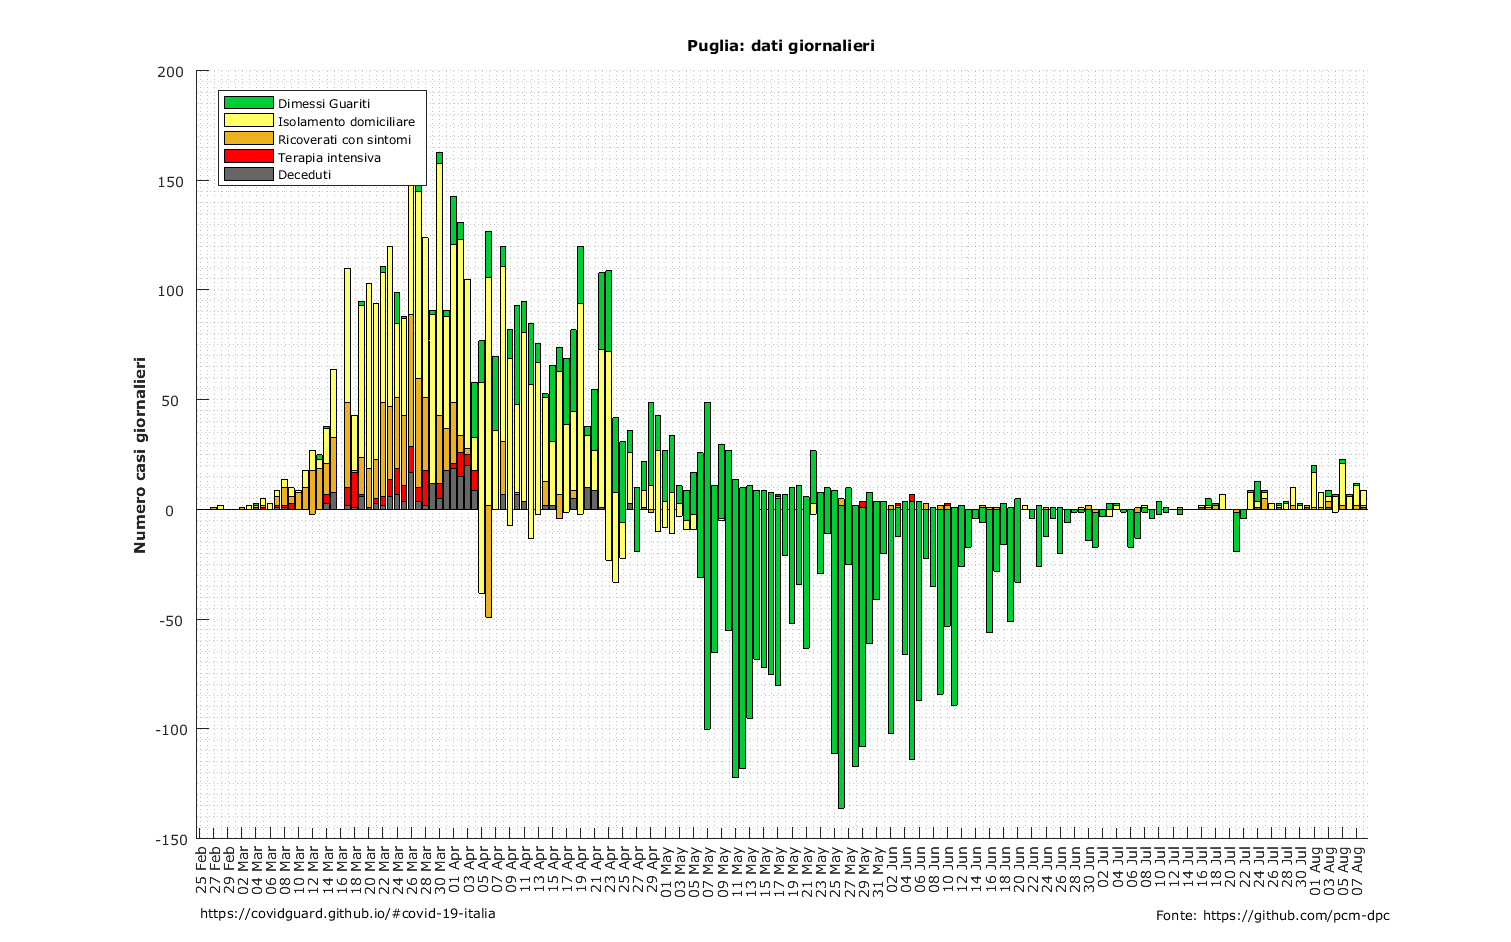 Puglia: dati giornalieri
200
150
100
50
0
-50
-100
-150
Numero casi giornalieri
Dimessi Guariti
Isolamento domiciliare
Ricoverati con sintomi
Terapia intensiva
Deceduti
25 Feb
27 Feb
29 Feb
02 Mar
04 Mar
06 Mar
08 Mar
10 Mar
12 Mar
14 Mar
16 Mar
18 Mar
20 Mar
22 Mar
24 Mar
26 Mar
28 Mar
30 Mar
01 Apr
03 Apr
05 Apr
07 Apr
09 Apr
11 Apr
13 Apr
15 Apr
17 Apr
19 Apr
21 Apr
23 Apr
25 Apr
27 Apr
29 Apr
01 May
03 May
05 May
07 May
09 May
11 May
13 May
15 May
17 May
19 May
21 May
23 May
25 May
27 May
29 May
31 May
02 Jun
04 Jun
06 Jun
08 Jun
10 Jun
12 Jun
14 Jun
16 Jun
18 Jun
20 Jun
22 Jun
24 Jun
26 Jun
28 Jun
30 Jun
02 Jul
04 Jul
06 Jul
08 Jul
10 Jul
12 Jul
14 Jul
16 Jul
18 Jul
20 Jul
22 Jul
24 Jul
26 Jul
28 Jul
30 Jul
01 Aug
03 Aug
05 Aug
07 Aug
https://covidguard.github.io/#covid-19-italia
Fonte: https://github.com/pcm-dpc